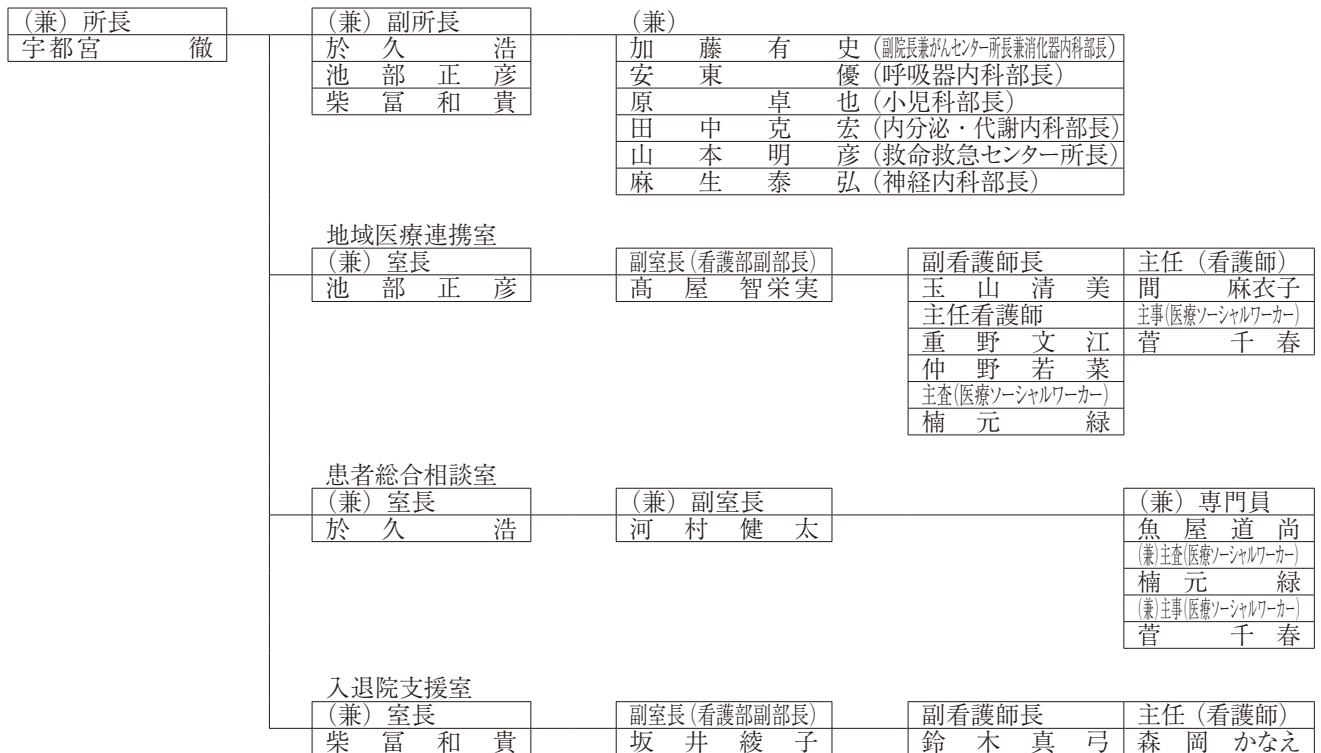 (兼) 所長
宇都宮 徹
(兼) 副所長
於久 浩
池部正彦
柴冨和貴
(兼)
加藤有史 (副院長兼がんセンター所長兼消化器内科部長)
安東 優 (呼吸器内科部長)
原 卓也 (小児科部長)
田中克宏 (内分泌・代謝内科部長)
山本明彦 (救命救急センター所長)
麻生泰弘 (神経内科部長)
地域医療連携室
(兼) 室長
池部正彦
副室長 (看護部副部長)
髙屋智栄実
副看護師長
玉山清美
主任看護師
重野文江
仲野若菜
主査(医療ソーシャルワーカー)
楠元 緑
主任 (看護師)
間 麻衣子
主事(医療ソーシャルワーカー)
菅 千春
患者総合相談室
(兼) 室長
於久 浩
(兼) 副室長
河村健太
(兼) 専門員
魚屋道尚
(兼)主査(医療ソーシャルワーカー)
楠元 緑
(兼)主事(医療ソーシャルワーカー)
菅 千春
入退院支援室
(兼) 室長
柴冨和貴
副室長 (看護部副部長)
坂井綾子
副看護師長
鈴木真弓
主任 (看護師)
森岡かなえ